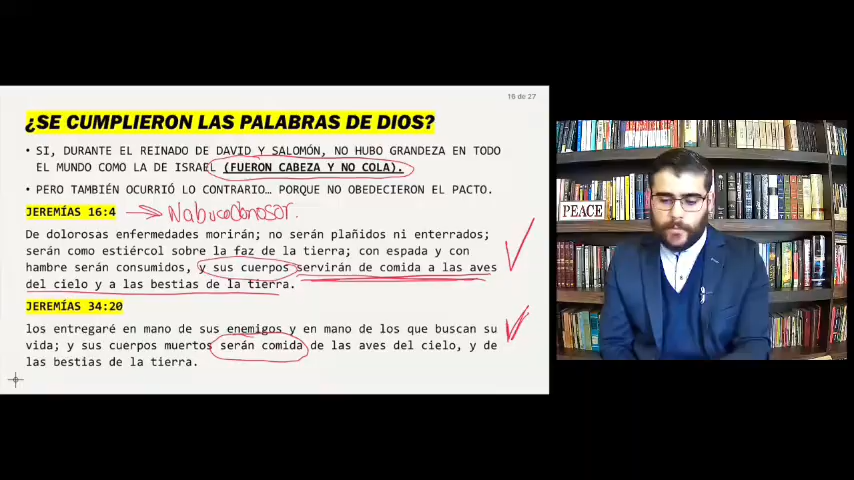 16 de 27
¿SE CUMPLIERON LAS PALABRAS DE DIOS?
• SI, DURANTE EL REINADO DE DAVID Y SALOMÓN, NO HUBO GRANDEZA EN TODO
EL MUNDO COMO LA DE ISRAEL (FUERON CABEZA Y NO COLA).
• PERO TAMBIÉN OCURRIÓ LO CONTRARIO… PORQUE NO OBEDECIERON EL PACTO.
JEREMÍAS 16:4 → Nabucodonosor.
De dolorosas enfermedades morirán; no serán plañidos ni enterrados;
serán como estiércol sobre la faz de la tierra; con espada y con
hambre serán consumidos, y sus cuerpos servirán de comida a las aves
del cielo y a las bestias de la tierra.
JEREMÍAS 34:20
los entregaré en mano de sus enemigos y en mano de los que buscan su
vida; y sus cuerpos muertos serán comida de las aves del cielo, y de
las bestias de la tierra.
PEACE